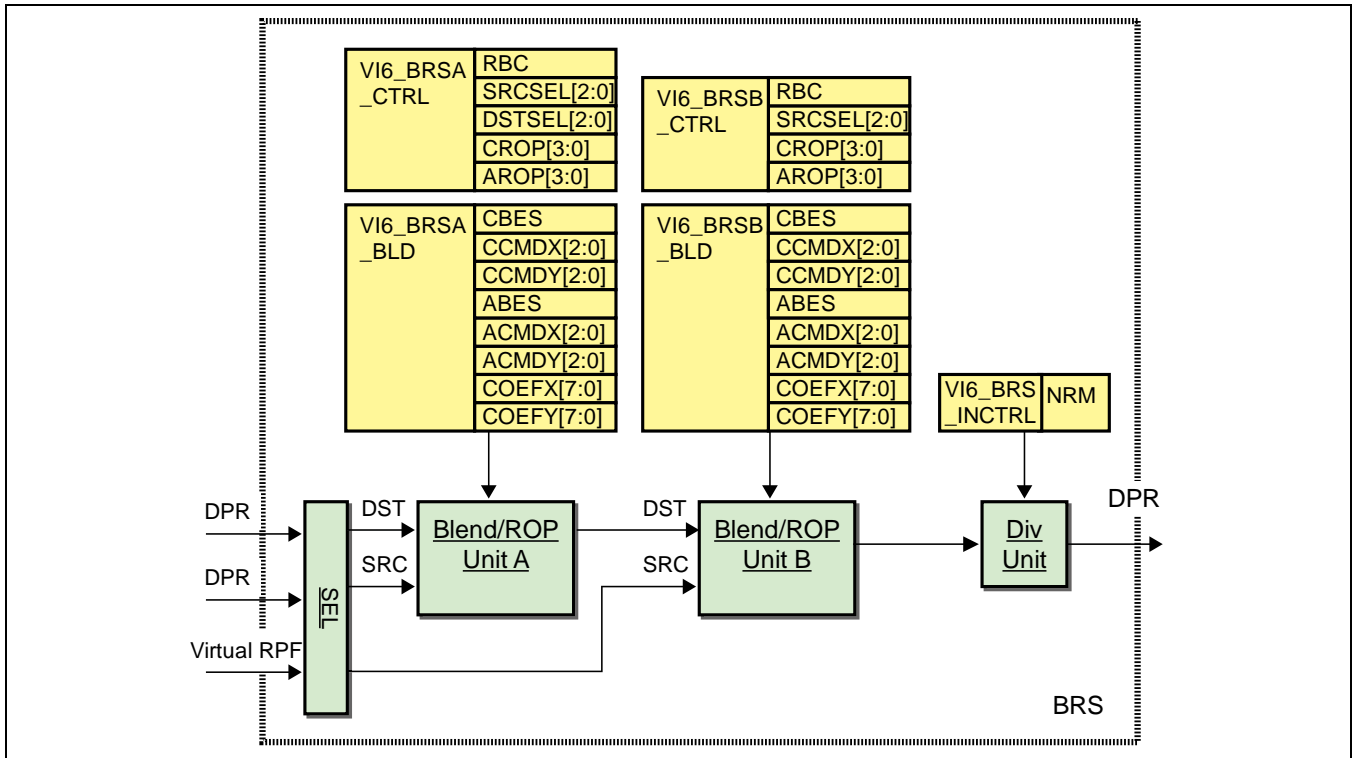 VI6_BRSA
_CTRL
RBC
SRCSEL[2:0]
DSTSEL[2:0]
CROP[3:0]
AROP[3:0]
VI6_BRSB
_CTRL
RBC
SRCSEL[2:0]
CROP[3:0]
AROP[3:0]
VI6_BRSA
_BLD
CBES
CCMDX[2:0]
CCMDY[2:0]
ABES
ACMDX[2:0]
ACMDY[2:0]
COEFX[7:0]
COEFY[7:0]
VI6_BRSB
_BLD
CBES
CCMDX[2:0]
CCMDY[2:0]
ABES
ACMDX[2:0]
ACMDY[2:0]
COEFX[7:0]
COEFY[7:0]
VI6_BRS
_INCTRL
NRM
DPR
DPR
Virtual RPF
SEL
DST
SRC
Blend/ROP
Unit A
DST
SRC
Blend/ROP
Unit B
Div
Unit
DPR
BRS